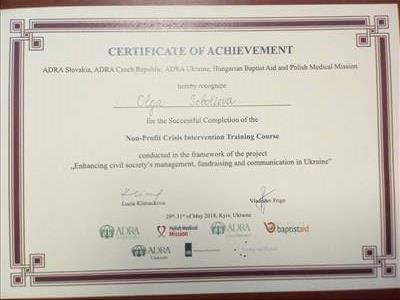 CERTIFICATE OF ACHIEVEMENT
ADRA Slovakia, ADRA Czech Republic, ADRA Ukraine, Hungarian Baptist Aid and Polish Medical Mission
hereby recognize
Olga Sobolieva
for the Successful Completion of the
Non-Profit Crisis Intervention Training Course
conducted in the framework of the project
„Enhancing civil society's management, fundraising and communication in Ukraine”
Lucia Klimackova
Frigo
29th-31st of May 2018, Kyiv, Ukraine
ADRA
Polish Medical
Mission
ADRA
baptistaid
ADRA
Ukraine